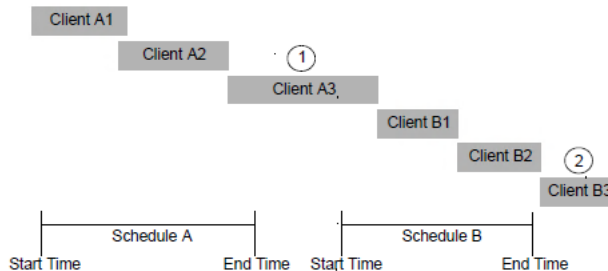 Client A1
Client A2
1
Client A3
Client B1
Client B2
2
Client B3
Schedule A
Schedule B
Start Time
End Time
Start Time
End Time